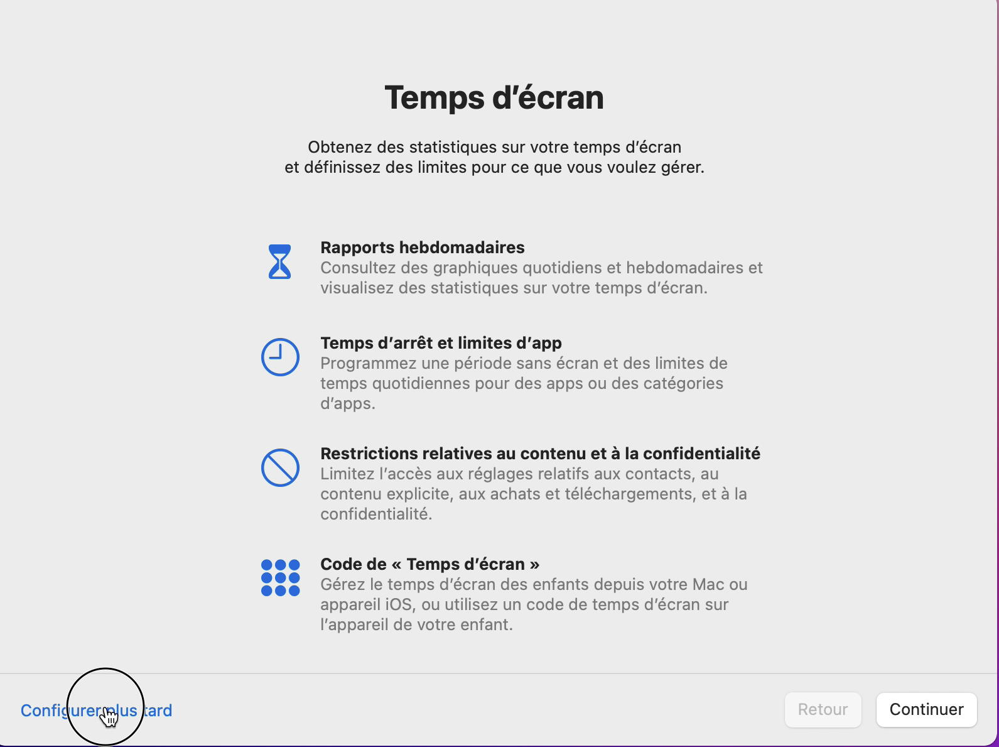 Temps d’écran
Obtenez des statistiques sur votre temps d’écran
et définissez des limites pour ce que vous voulez gérer.
Rapports hebdomadaires
Consultez des graphiques quotidiens et hebdomadaires et
visualisez des statistiques sur votre temps d’écran.
Temps d’arrêt et limites d’app
Programmez une période sans écran et des limites de
temps quotidiennes pour des apps ou des catégories
d’apps.
Restrictions relatives au contenu et à la confidentialité
Limitez l’accès aux réglages relatifs aux contacts, au
contenu explicite, aux achats et téléchargements, et à la
confidentialité.
Code de « Temps d’écran »
Gérez le temps d’écran des enfants depuis votre Mac ou
appareil iOS, ou utilisez un code de temps d’écran sur
l’appareil de votre enfant.
Configurer plus tard
Retour
Continuer